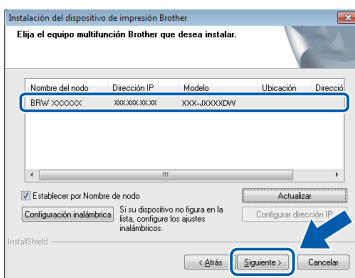 Instalación del dispositivo de impresión Brother
Elija el equipo multifunción Brother que desea instalar.
Nombre del nodo Dirección IP Modelo Ubicación Direcció
BRW XXXXXX XXX.XXX.XX.XX XXX-JXXXXDW
Establecer por Nombre de nodo
Actualizar
Configuración inalámbrica
Si su dispositivo no figura en la
lista, configure los ajustes
inalámbricos.
Configurar dirección IP
InstallShield
< Atrás Siguiente > Cancelar